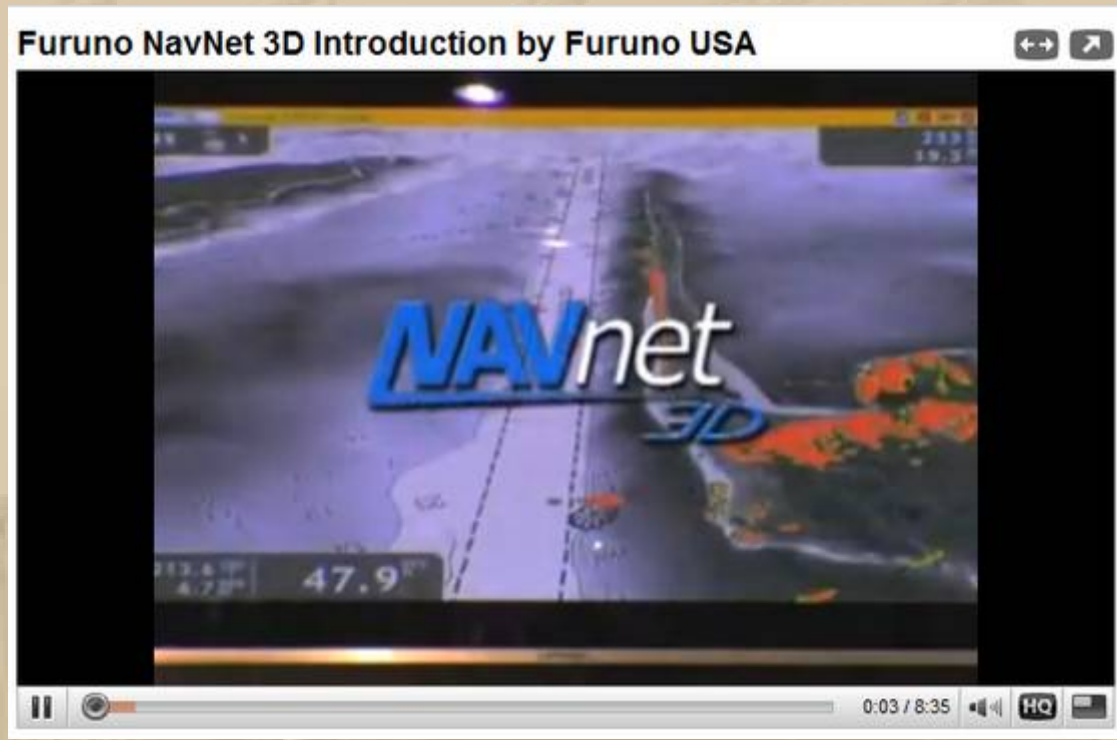 Furuno NavNet 3D Introduction by Furuno USA
NAVnet
3D
47.9
0:03 / 8:35
HQ